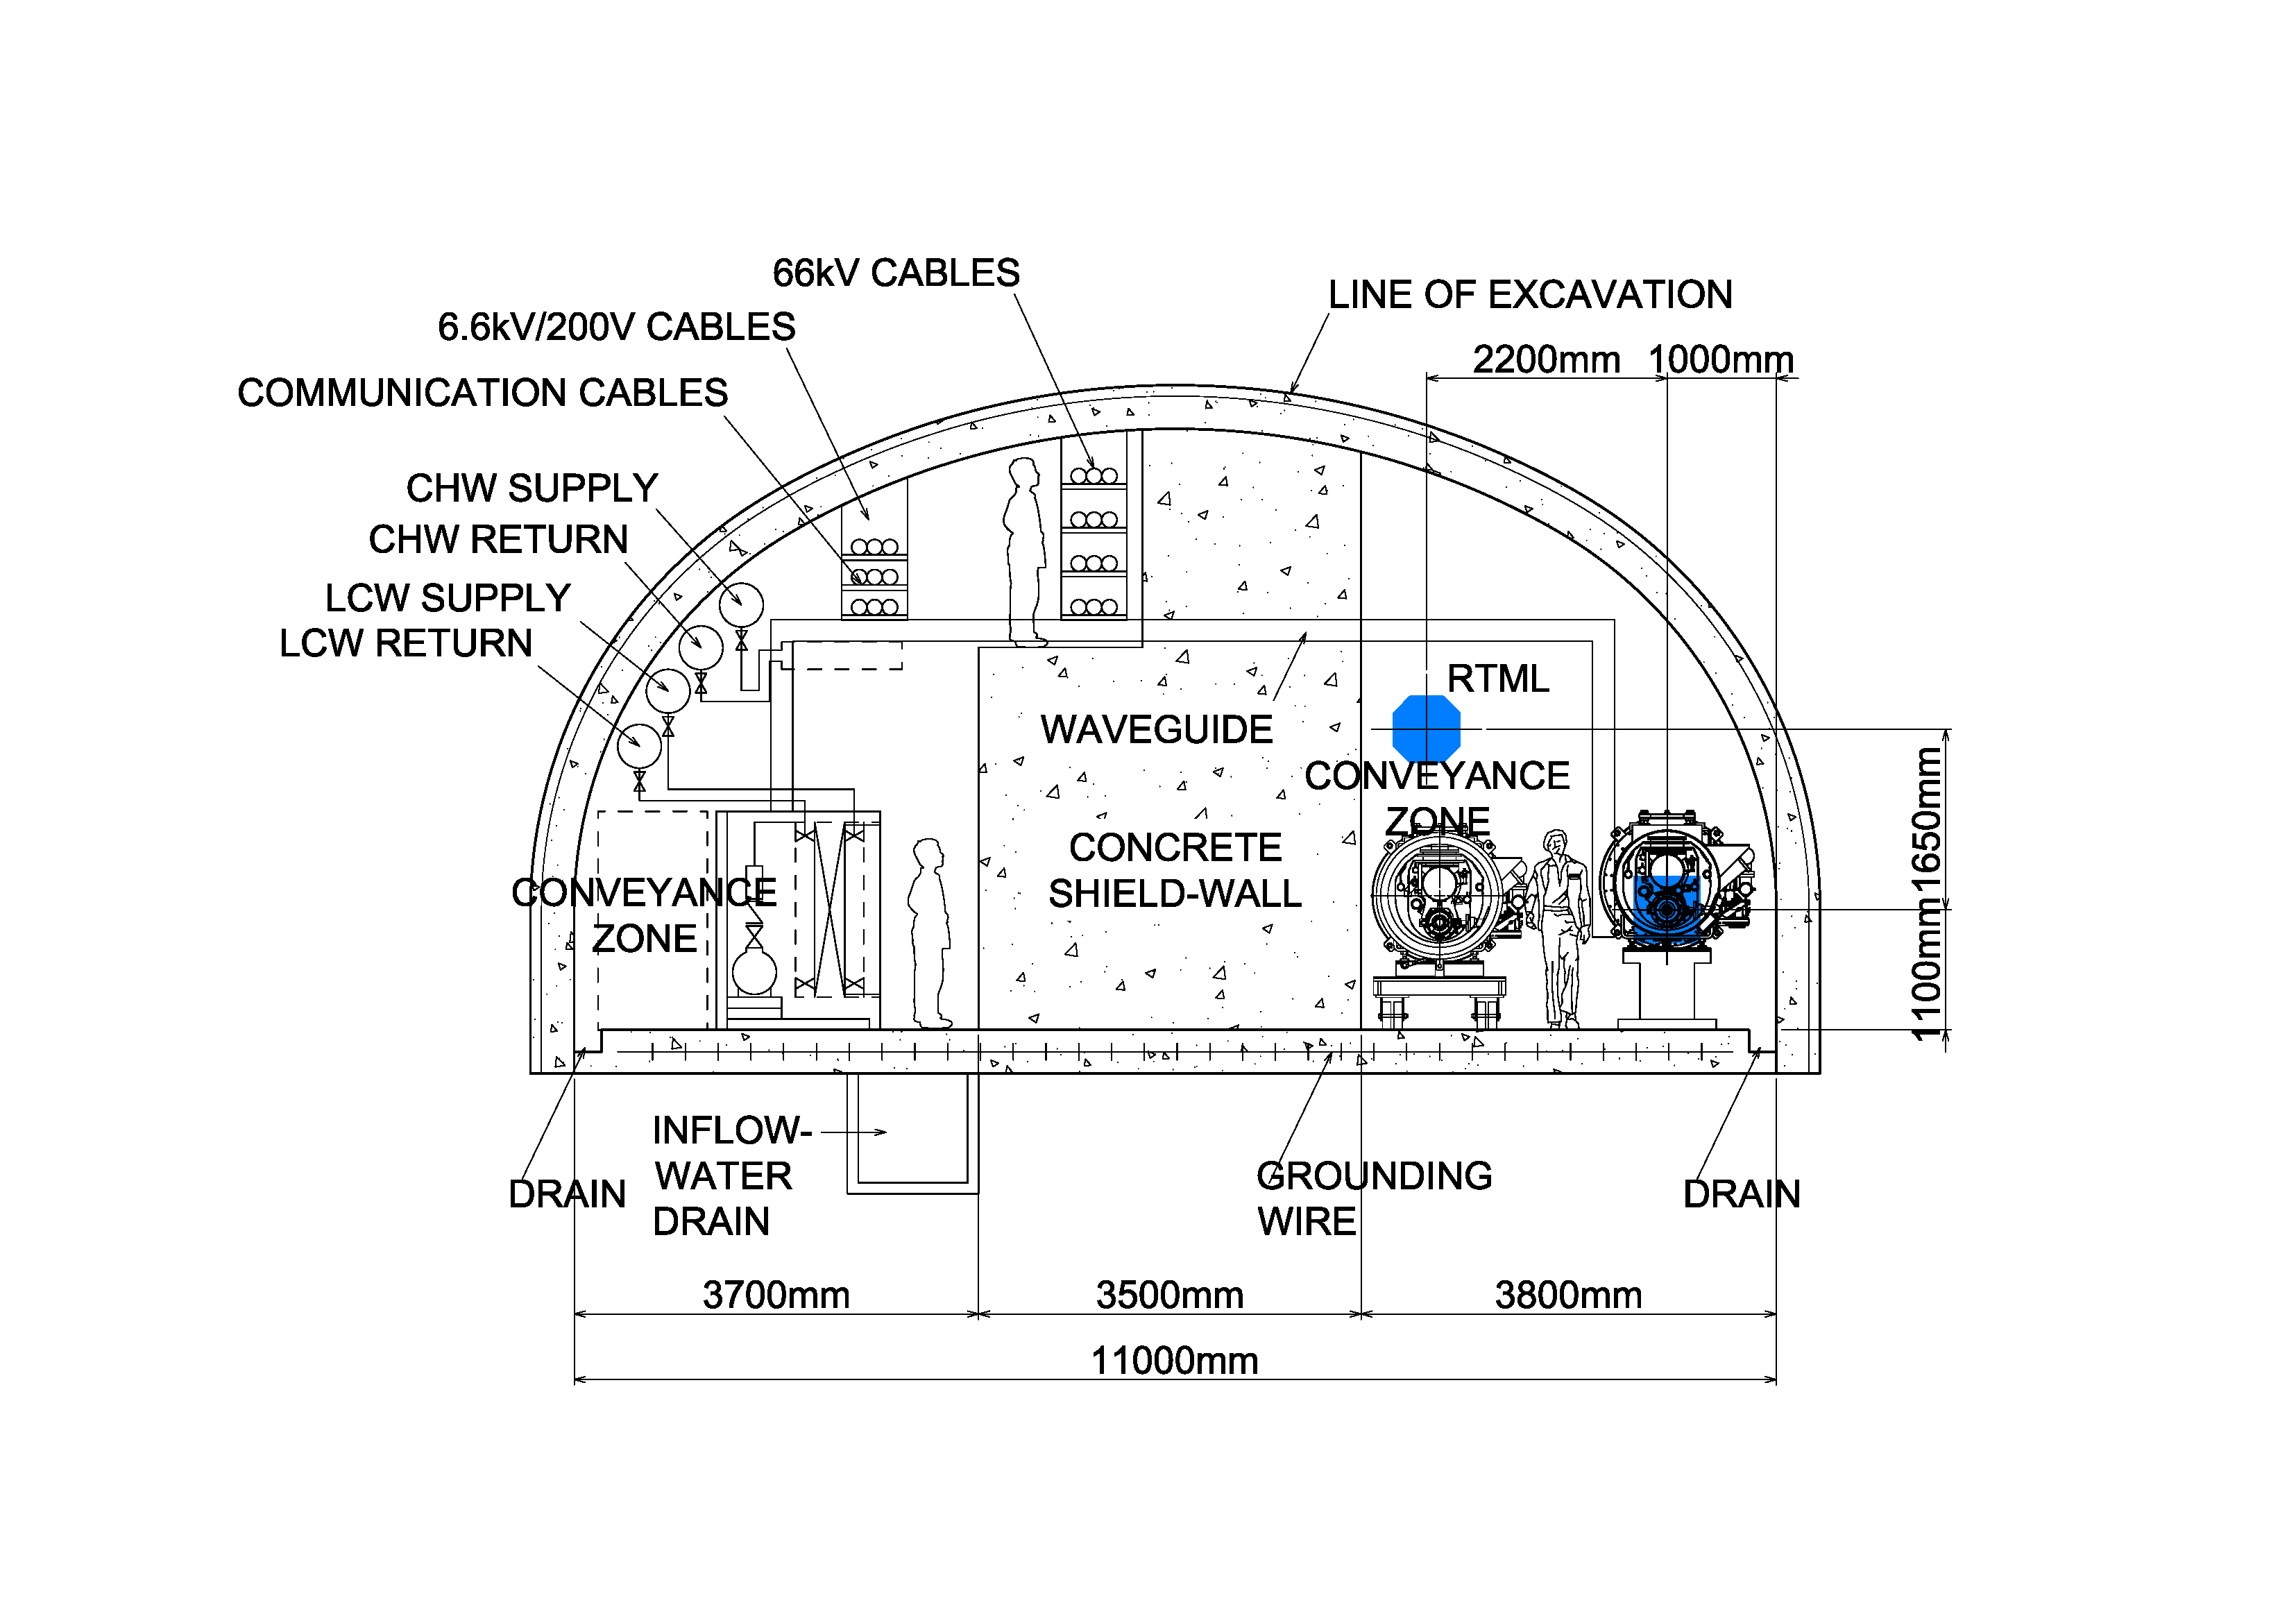 66kV CABLES
LINE OF EXCAVATION
6.6kV/200V CABLES
2200mm
1000mm
COMMUNICATION CABLES
CHW SUPPLY
CHW RETURN
LCW SUPPLY
LCW RETURN
RTML
WAVEGUIDE
CONVEYANCE
ZONE
1650mm
1100mm
CONCRETE
SHIELD-WALL
CONVEYANCE
ZONE
INFLOW-
WATER
DRAIN
DRAIN
GROUNDING
WIRE
DRAIN
3700mm
3500mm
3800mm
11000mm